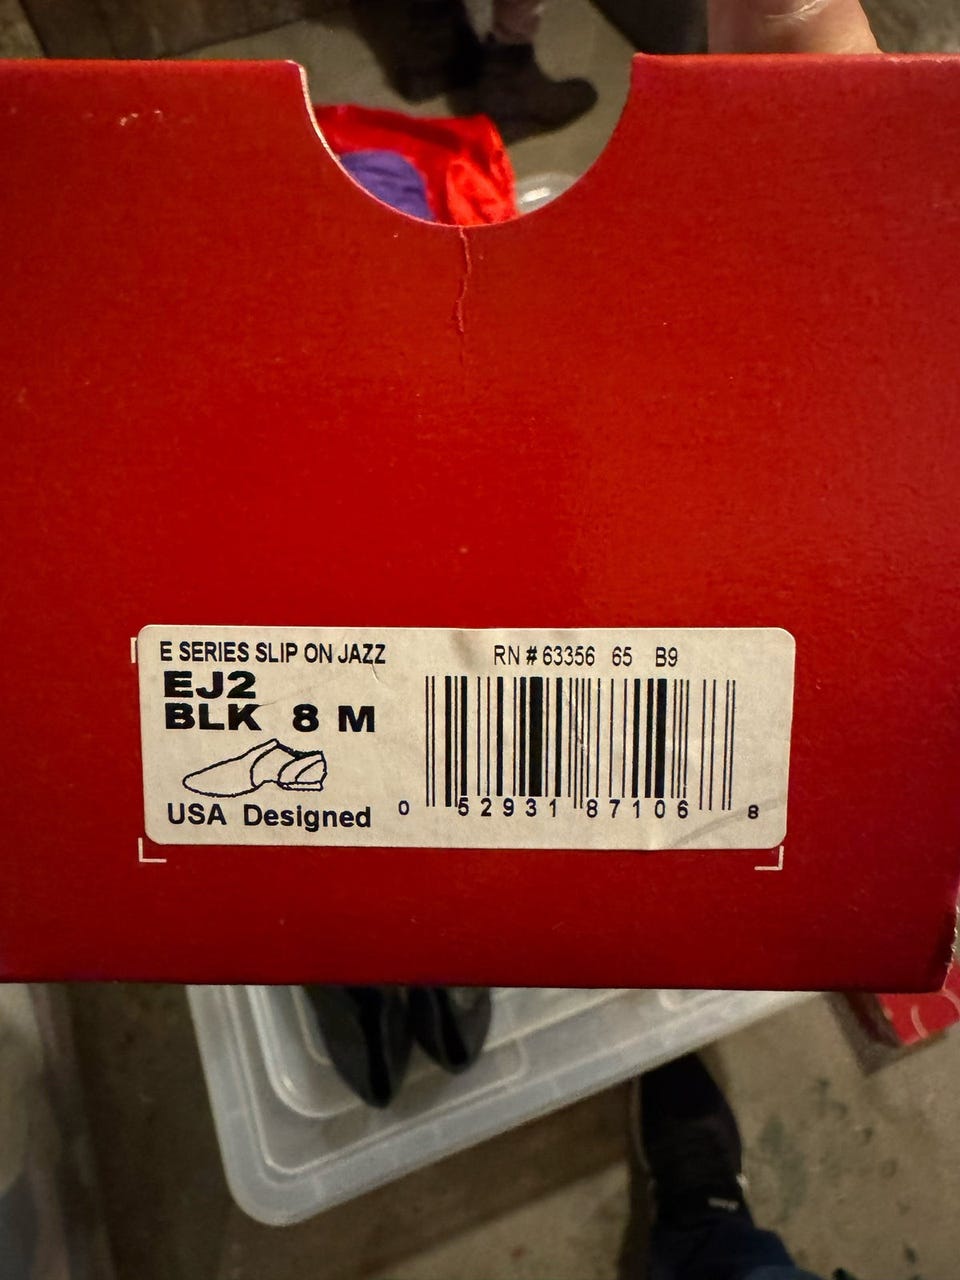 E SERIES SLIP ON JAZZ
RN # 63356 65 B9
EJ2
BLK 8 M
USA Designed
0 52931 87106 8